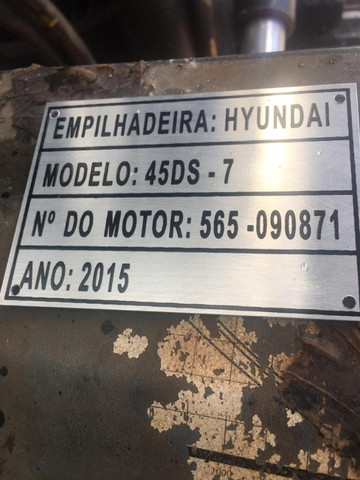 EMPILHADEIRA: HYUNDAI
MODELO: 45DS - 7
Nº DO MOTOR: 565 -090871
ANO: 2015